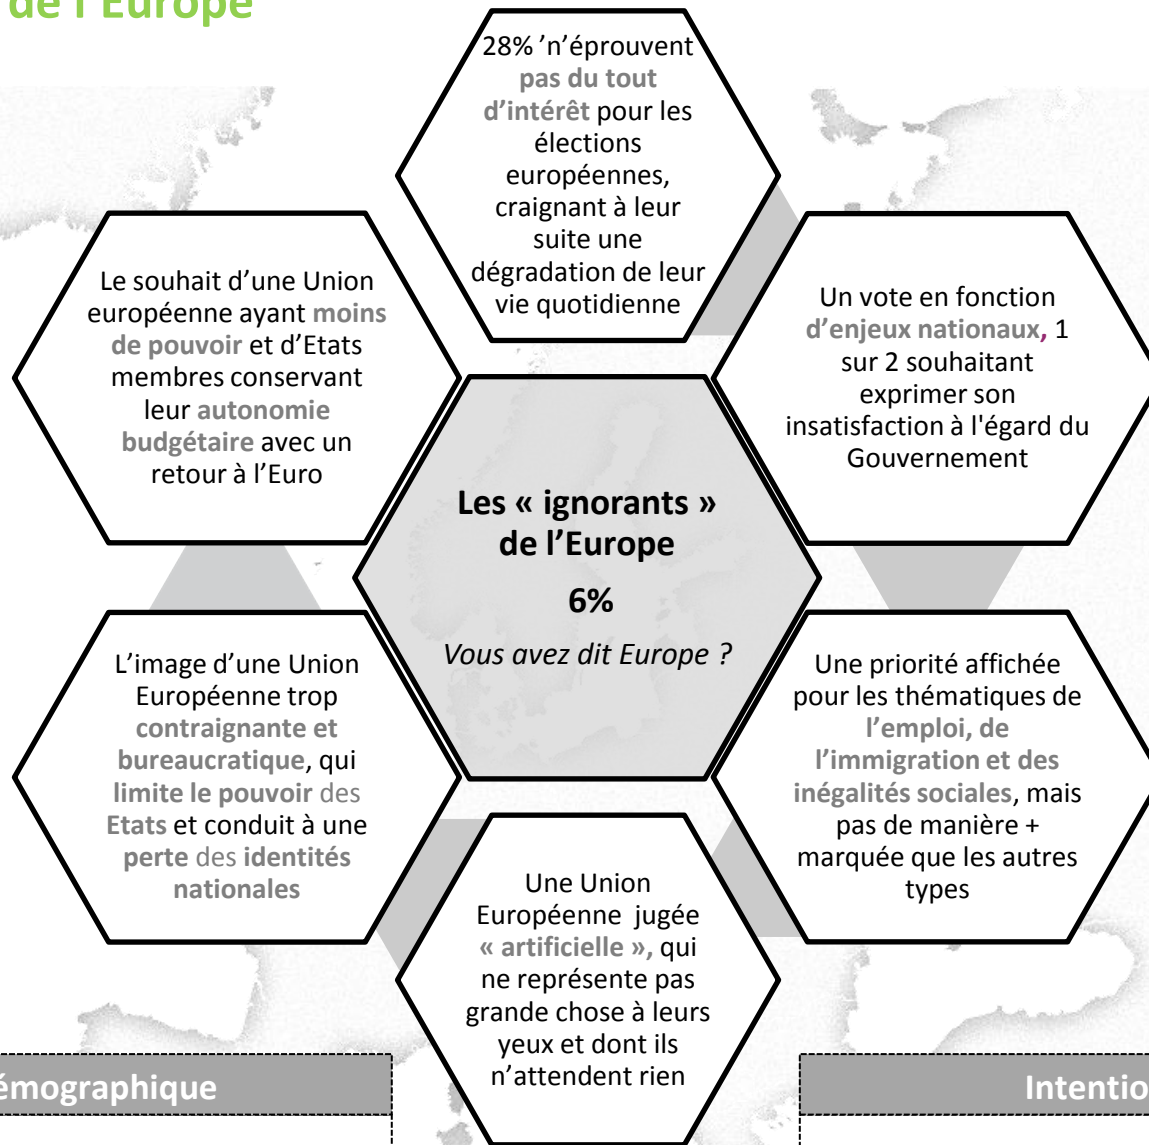 de l'Europe
28% ’n’éprouvent
pas du tout
d’intérêt pour les
élections
européennes,
craignant à leur
suite une
dégradation de leur
vie quotidienne
Un vote en fonction
d’enjeux nationaux, 1
sur 2 souhaitant
exprimer son
insatisfaction à l'égard du
Gouvernement
Une priorité affichée
pour les thématiques de
l’emploi, de
l’immigration et des
inégalités sociales, mais
pas de manière +
marquée que les autres
types
Une Union
Européenne jugée
« artificielle », qui
ne représente pas
grande chose à leurs
yeux et dont ils
n’attendent rien
L’image d’une Union
Européenne trop
contraignante et
bureaucratique, qui
limite le pouvoir des
Etats et conduit à une
perte des identités
nationales
Le souhait d’une Union
européenne ayant moins
de pouvoir et d’Etats
membres conservant
leur autonomie
budgétaire avec un
retour à l’Euro
Les « ignorants »
de l’Europe
6%
Vous avez dit Europe ?
émographique
Intentio